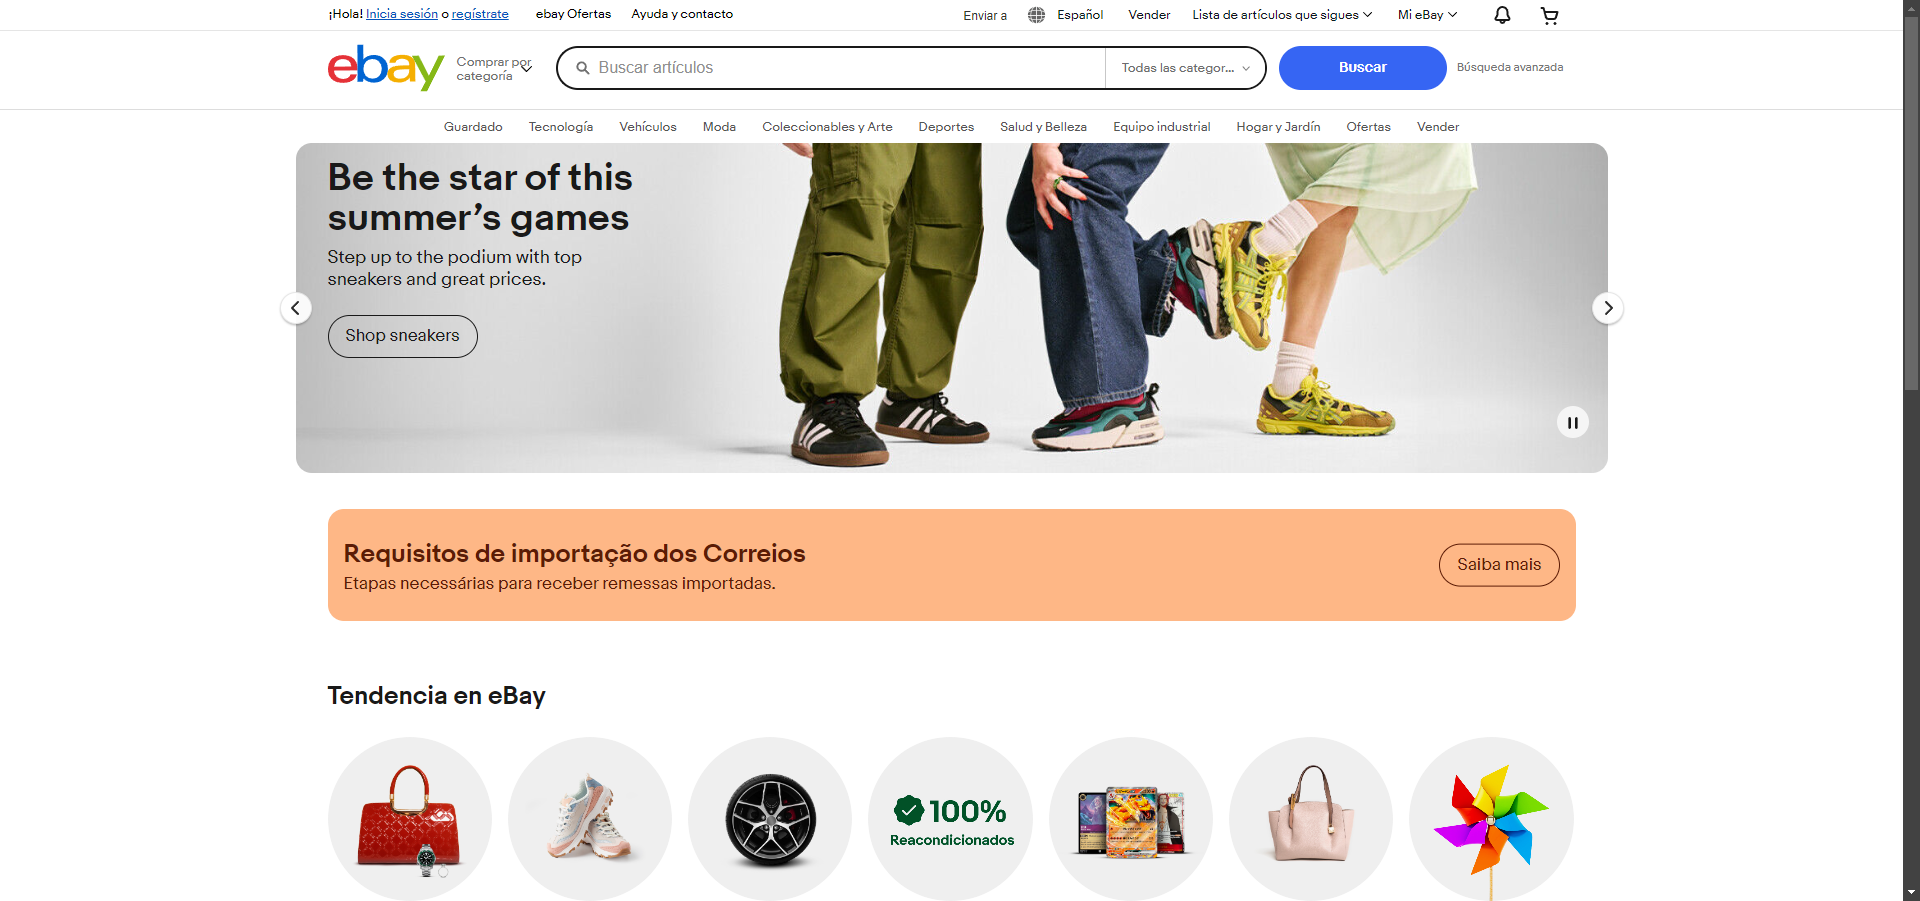 ¡Hola! Inicia sesión o regístrate
ebay Ofertas
Ayuda y contacto
Enviar a
Español
Vender
Lista de artículos que sigues
Mi eBay
ebay
Comprar por
categoría
Buscar artículos
Todas las categor...
Buscar
Búsqueda avanzada
Guardado
Tecnología
Vehículos
Moda
Coleccionables y Arte
Deportes
Salud y Belleza
Equipo industrial
Hogar y Jardín
Ofertas
Vender
Be the star of this
summer’s games
Step up to the podium with top
sneakers and great prices.
Shop sneakers
Requisitos de importação dos Correios
Etapas necessárias para receber remessas importadas.
Saiba mais
Tendencia en eBay
100%
Reacondicionados